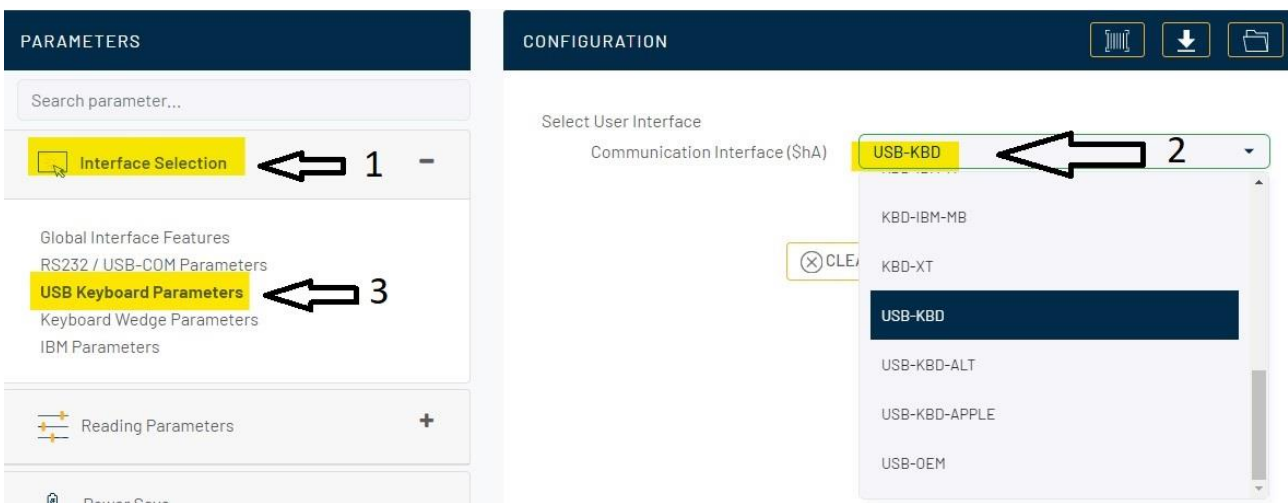 PARAMETERS
Search parameter...
Interface Selection
1
Global Interface Features
RS232 / USB-COM Parameters
USB Keyboard Parameters
3
Keyboard Wedge Parameters
IBM Parameters
Reading Parameters
CONFIGURATION
Select User Interface
Communication Interface ($hA)
USB-KBD
2
KBD-IBM-MB
KBD-XT
USB-KBD
USB-KBD-ALT
USB-KBD-APPLE
USB-OEM